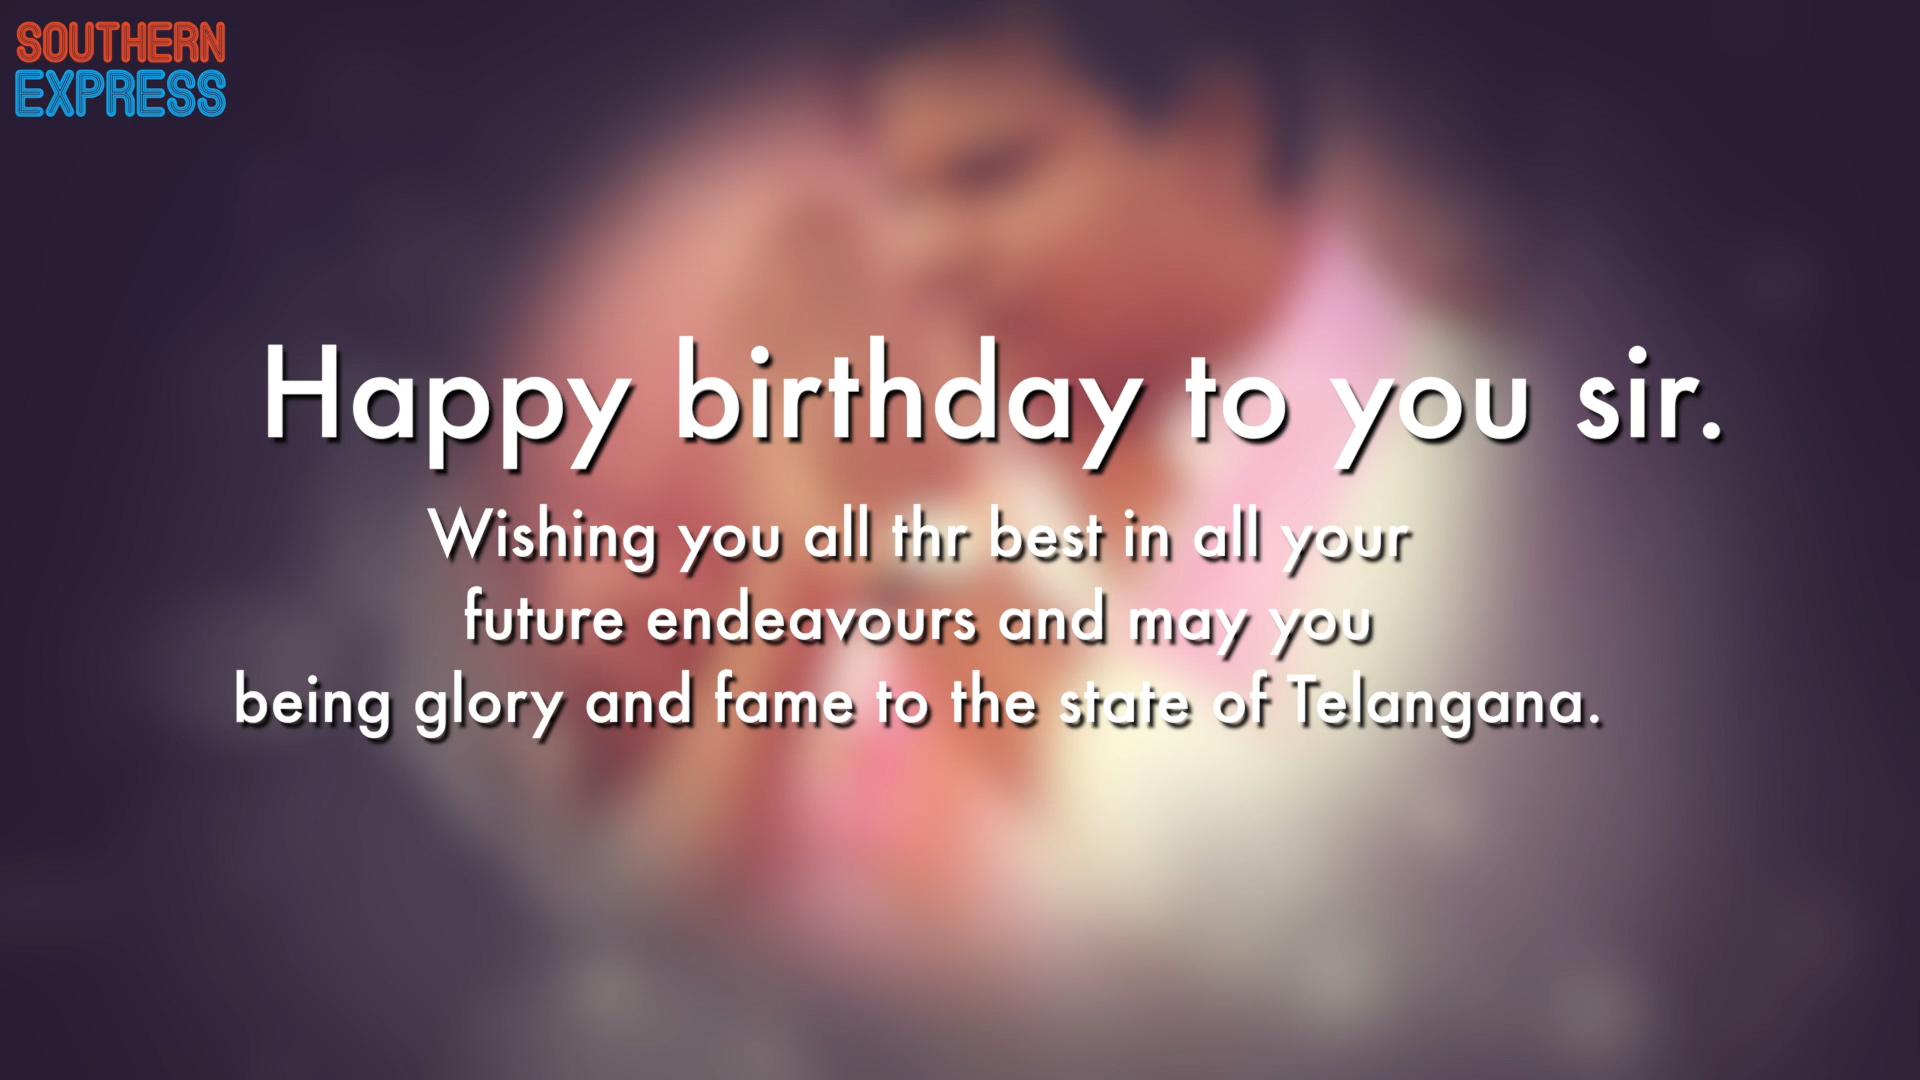 SOUTHERN
EXPRESS
Happy birthday to you sir.
Wishing you all thr best in all your
future endeavours and may you
being glory and fame to the state of Telangana.